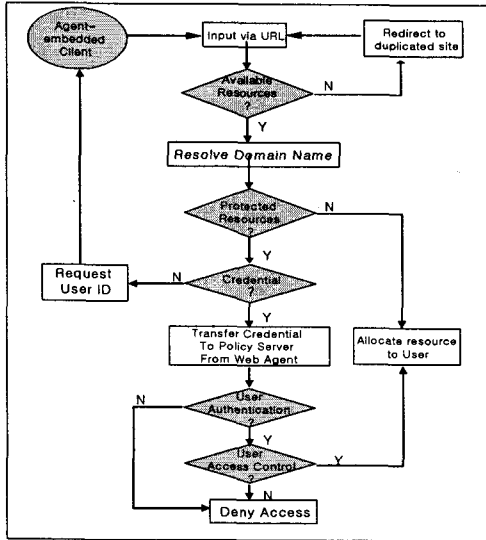 Agent-
embedded
Client
Input via URL
Redirect to
duplicated site
Available
Resources
?
N
Y
Resolve Domain Name
Protected
Resources
?
N
Y
Request
User ID
N
Credential
?
Y
Transfer Credential
To Policy Server
From Web Agent
Allocate resource
to User
User
Authentication
?
N
Y
User
Access Control
?
Y
N
Deny Access